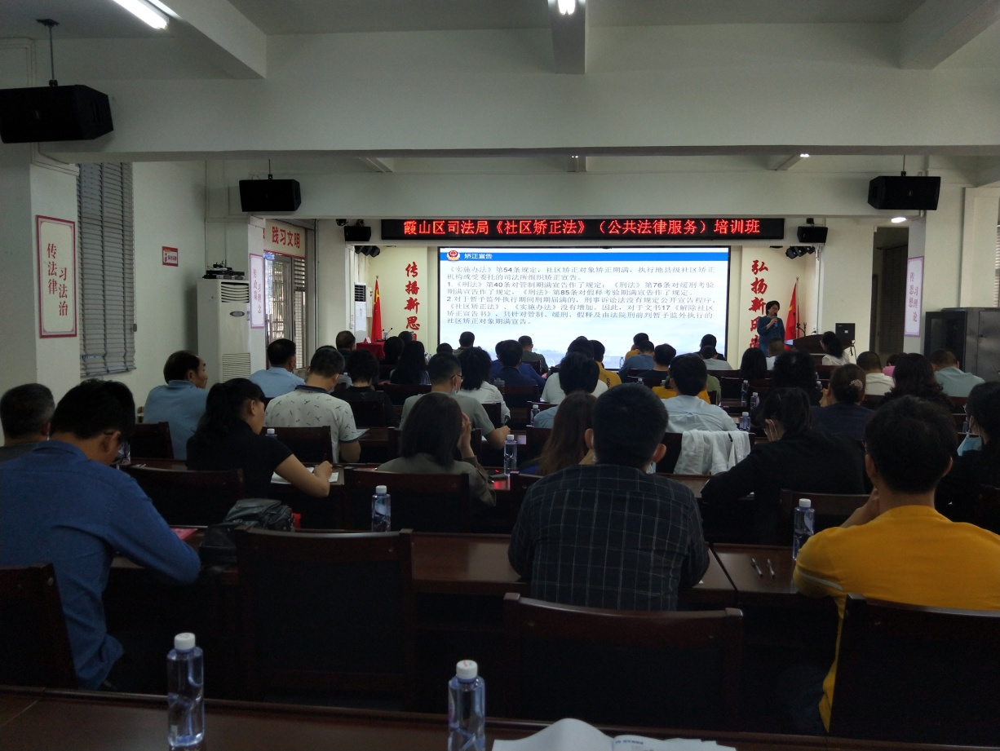 霞山区司法局《社区矫正法》（公共法律服务）培训班
矫正宣告
《实施办法》第54条规定，社区矫正对象矫正期满，执行地县级社区矫正
机构或受委托的司法所组织矫正宣告。
1.《刑法》第40条对管制期满宣告作了规定；《刑法》第76条对缓刑考验
期满宣告作了规定，《刑法》第85条对假释考验期满宣告作了规定。
2.对于暂予监外执行期间刑期届满的，刑事诉讼法没有规定公开宣告程序，
《社区矫正法》、《实施办法》没有增加。因此，对于文书17《解除社区
矫正宣告书》，只针对管制、缓刑、假释及由法院判决暂予监外执行的
社区矫正对象期满宣告。
传播新思
弘扬新风
践习文明
传法律
习法治